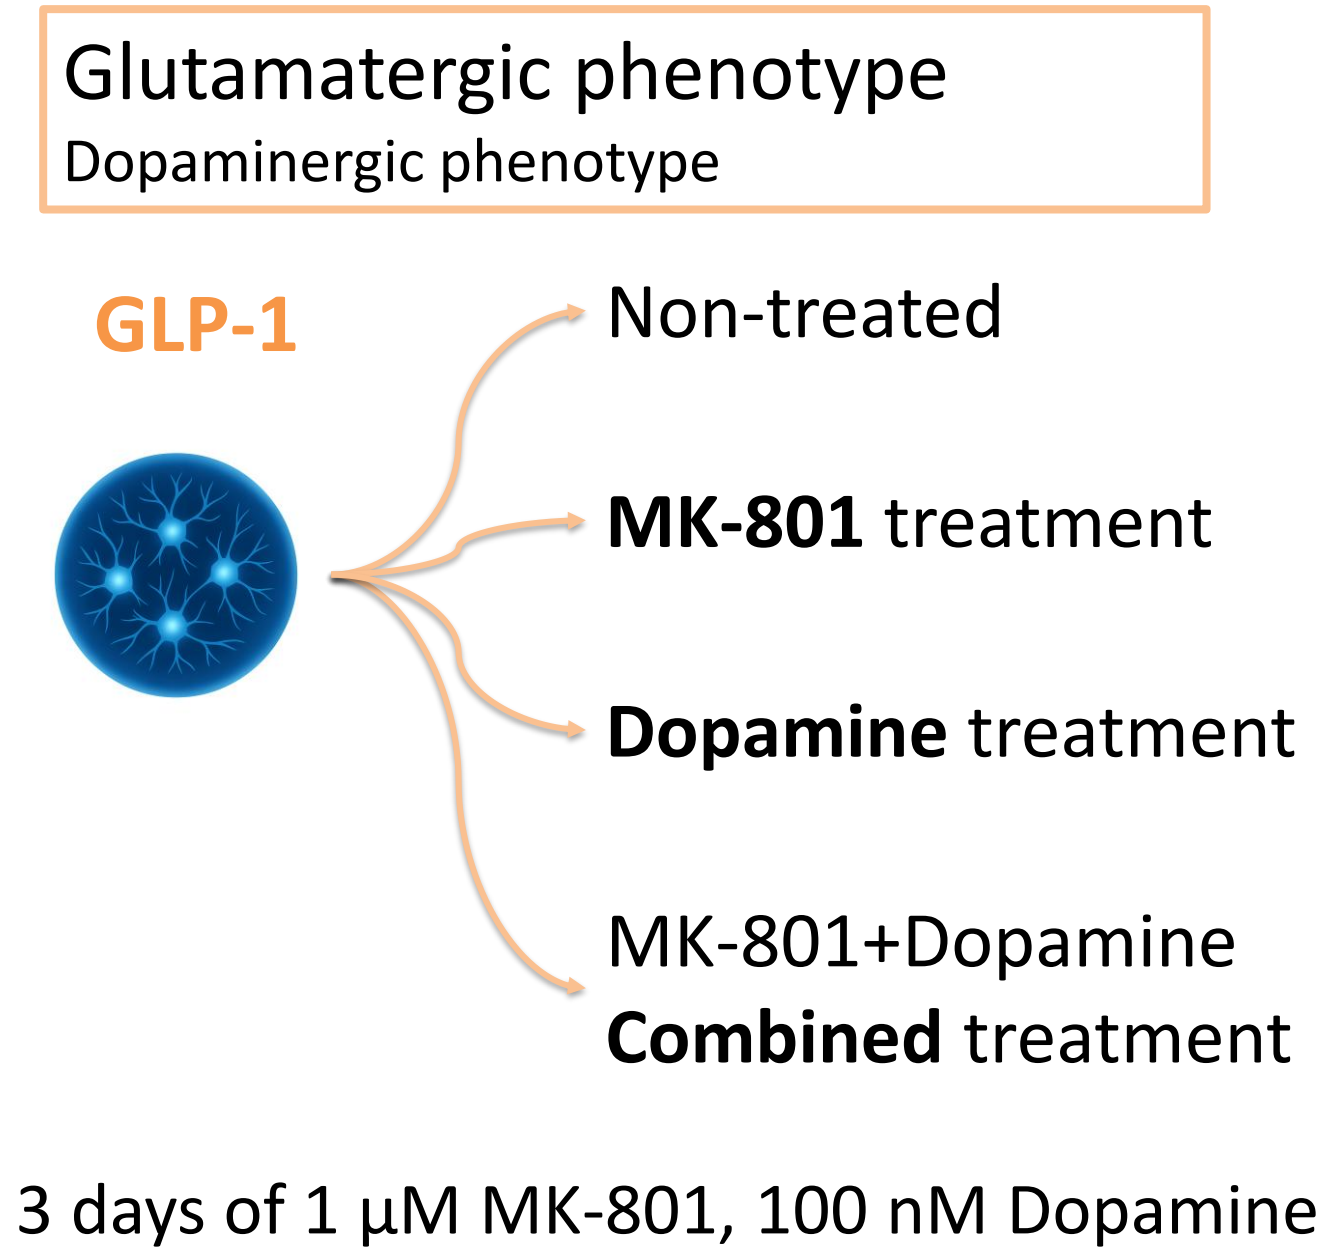 Glutamatergic phenotype
Dopaminergic phenotype
GLP-1
Non-treated
MK-801 treatment
Dopamine treatment
MK-801+Dopamine
Combined treatment
3 days of 1 µM MK-801, 100 nM Dopamine